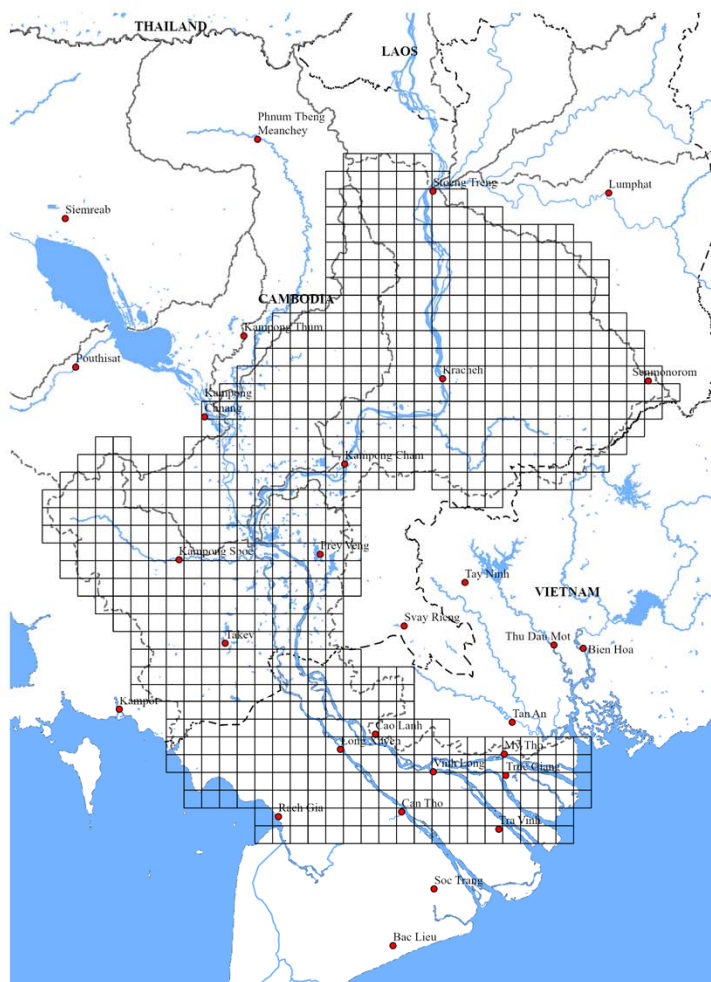 THAILAND
LAOS
Phnum Tbeng
Meanchey
Stoeng Treng
Lumphat
Siemreab
CAMBODIA
Kampong Thum
Pouthisat
Kracheh
Senmonorom
Kampong
Chnang
Kampong Cham
Kampong Spoe
Prey Veng
Tay Ninh
VIETNAM
Svay Rieng
Takev
Thu Dau Mot
Bien Hoa
Kampot
Tan An
Cao Lanh
Long Xuyen
My Tho
Vinh Long
Truc Giang
Rach Gia
Can Tho
Tra Vinh
Soc Trang
Bac Lieu